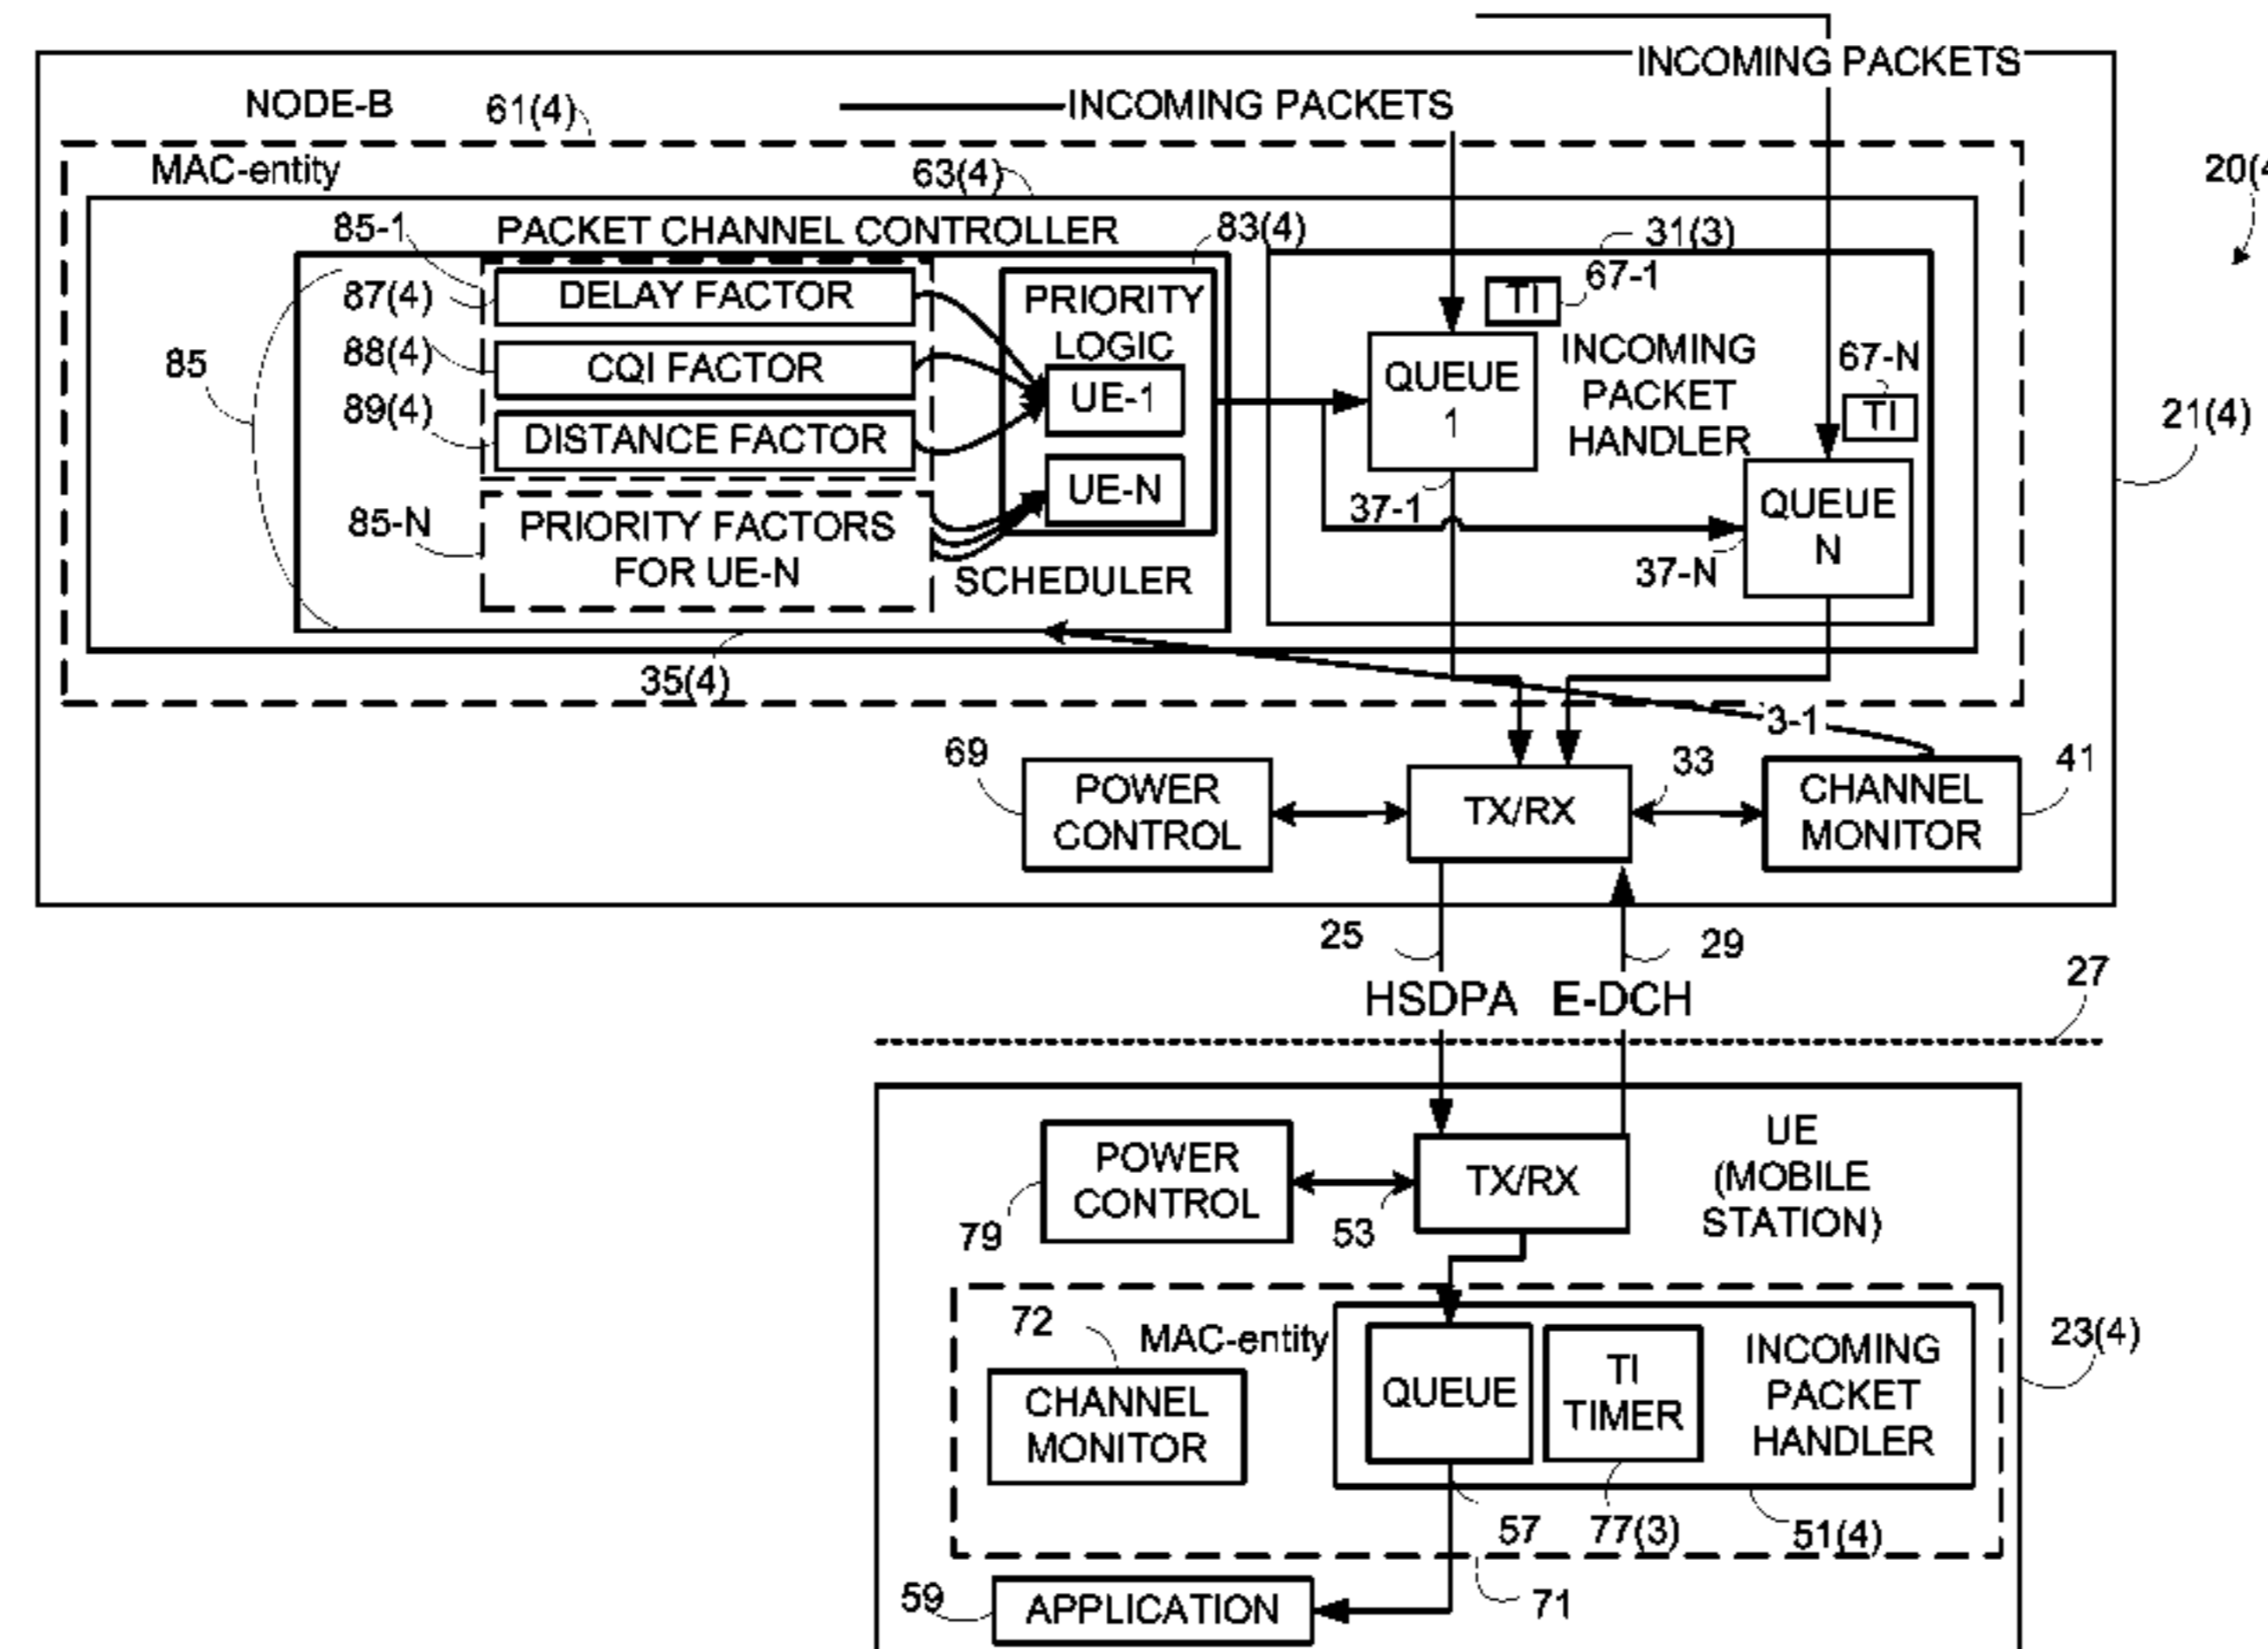 INCOMING PACKETS
NODE-B
61(4)
INCOMING PACKETS
MAC-entity
63(4)
20(4
85-1
PACKET CHANNEL CONTROLLER
83(4)
31(3)
67-1
87(4)
DELAY FACTOR
PRIORITY
LOGIC
TI
85
88(4)
CQI FACTOR
UE-1
QUEUE
1
INCOMING
PACKET
HANDLER
67-N
TI
89(4)
DISTANCE FACTOR
21(4)
UE-N
85-N
PRIORITY FACTORS
FOR UE-N
37-1
QUEUE
N
SCHEDULER
37-N
35(4)
3-1
69
POWER
CONTROL
TX/RX
33
CHANNEL
MONITOR
41
25
29
HSDPA
E-DCH
27
POWER
CONTROL
TX/RX
UE
(MOBILE
STATION)
79
53
72
MAC-entity
23(4)
CHANNEL
MONITOR
QUEUE
TI
TIMER
INCOMING
PACKET
HANDLER
57
77(3)
51(4)
59
APPLICATION
71